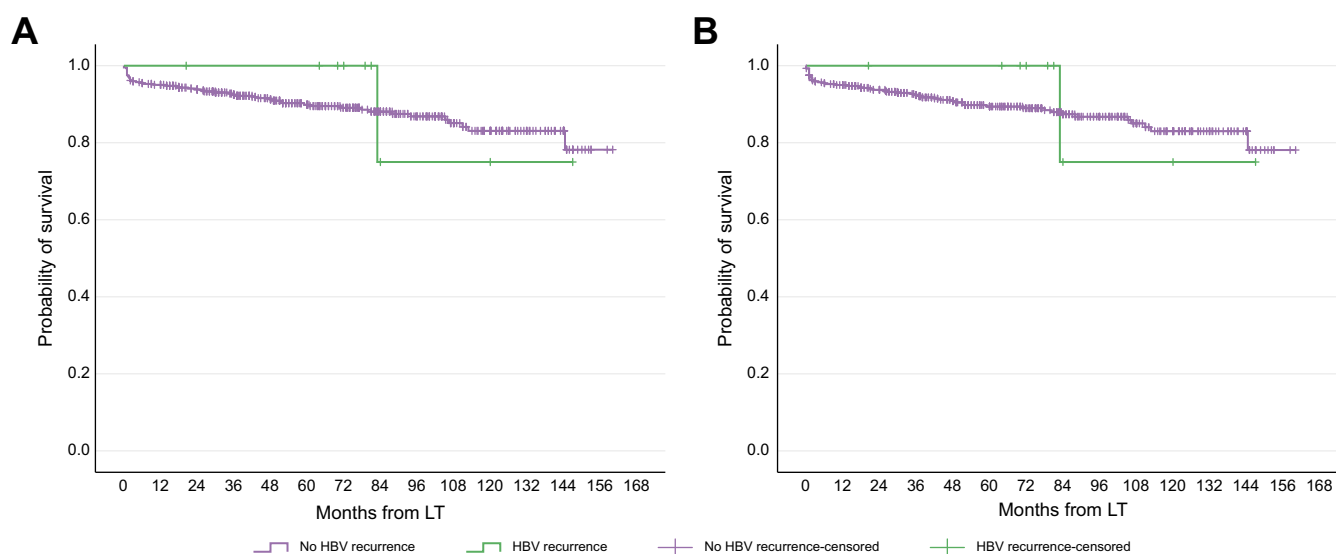 A
Probability of survival
1.0
0.8
0.6
0.4
0.2
0.0
0 12 24 36 48 60 72 84 96 108 120 132 144 156 168
Months from LT
B
Probability of survival
1.0
0.8
0.6
0.4
0.2
0.0
0 12 24 36 48 60 72 84 96 108 120 132 144 156 168
Months from LT
No HBV recurrence HBV recurrence No HBV recurrence-censored HBV recurrence-censored